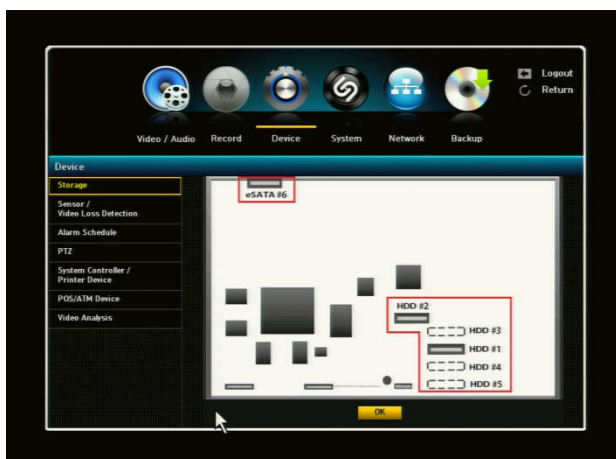 Logout
Return
Video / Audio
Record
Device
System
Network
Backup
Device
Storage
Sensor /
Video Loss Detection
Alarm Schedule
PTZ
System Controller /
Printer Device
POS/ATM Device
Video Analysis
eSATA #6
HDD #2
HDD #3
HDD #1
HDD #4
HDD #5
OK